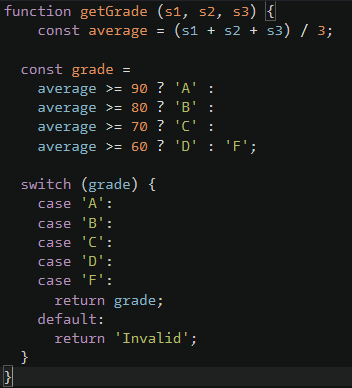 function getGrade (s1, s2, s3) {
    const average = (s1 + s2 + s3) / 3;

  const grade =
    average >= 90 ? 'A' :
    average >= 80 ? 'B' :
    average >= 70 ? 'C' :
    average >= 60 ? 'D' : 'F';

  switch (grade) {
    case 'A':
    case 'B':
    case 'C':
    case 'D':
    case 'F':
      return grade;
    default:
      return 'Invalid';
  }
}